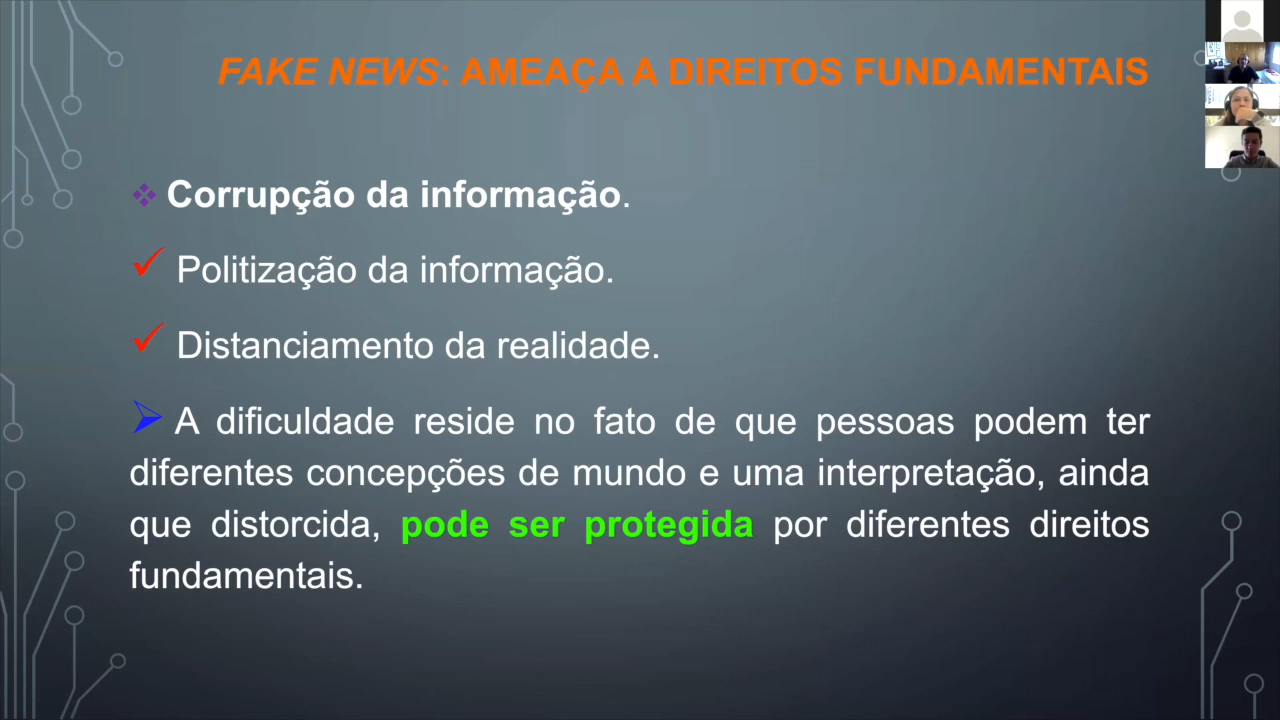 FAKE NEWS: AMEAÇA A DIREITOS FUNDAMENTAIS
Corrupção da informação.
Politização da informação.
Distanciamento da realidade.
A dificuldade reside no fato de que pessoas podem ter
diferentes concepções de mundo e uma interpretação, ainda
que distorcida, pode ser protegida por diferentes direitos
fundamentais.